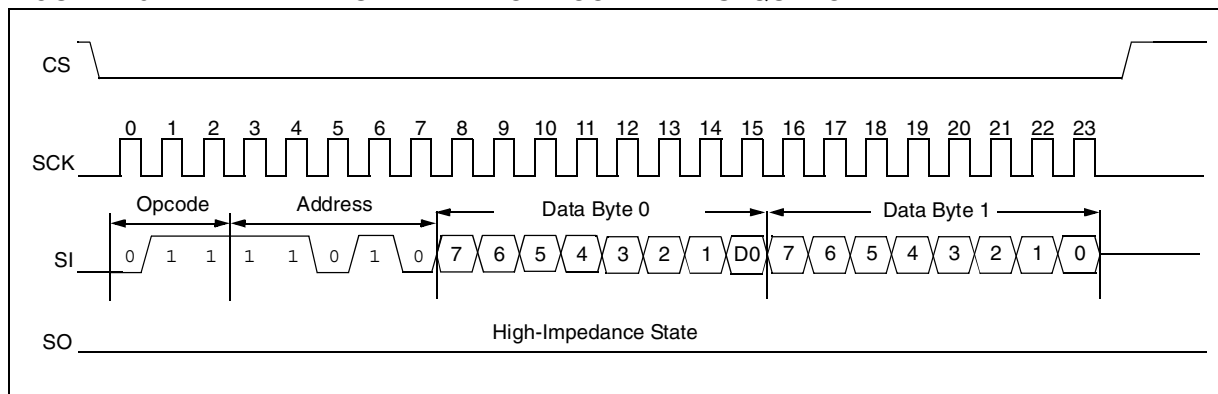 CS
0 1 2 3 4 5 6 7 8 9 10 11 12 13 14 15 16 17 18 19 20 21 22 23
SCK
Opcode Address Data Byte 0 Data Byte 1
SI 0 1 1 1 1 0 1 0 7 6 5 4 3 2 1 D0 7 6 5 4 3 2 1 0
High-Impedance State
SO